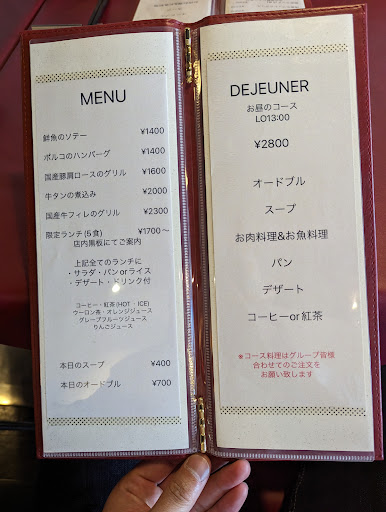 MENU
鮮魚のソテー ¥1400
ポルコのハンバーグ ¥1400
国産豚肩ロースのグリル ¥1600
牛タンの煮込み ¥2000
国産牛フィレのグリル ¥2300
限定ランチ(5食) ¥1700～
店内黒板にてご案内
上記全てのランチに
・サラダ・パンorライス
・デザート・ドリンク付
コーヒー・紅茶(HOT・ICE)
ウーロン茶・オレンジジュース
グレープフルーツジュース
りんごジュース
本日のスープ ¥400
本日のオードブル ¥700
DEJEUNER
お昼のコース
LO13:00
¥2800
オードブル
スープ
お肉料理&お魚料理
パン
デザート
コーヒーor紅茶
※コース料理はグループ皆様
合わせてのご注文を
お願い致します